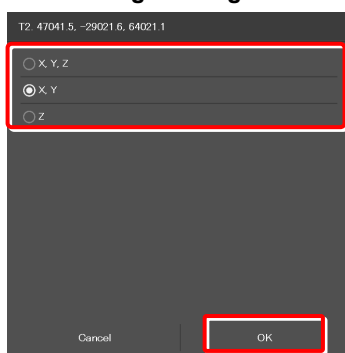 T2. 47041.5, -29021.6, 64021.1
X, Y, Z
X, Y
Z
Cancel
OK